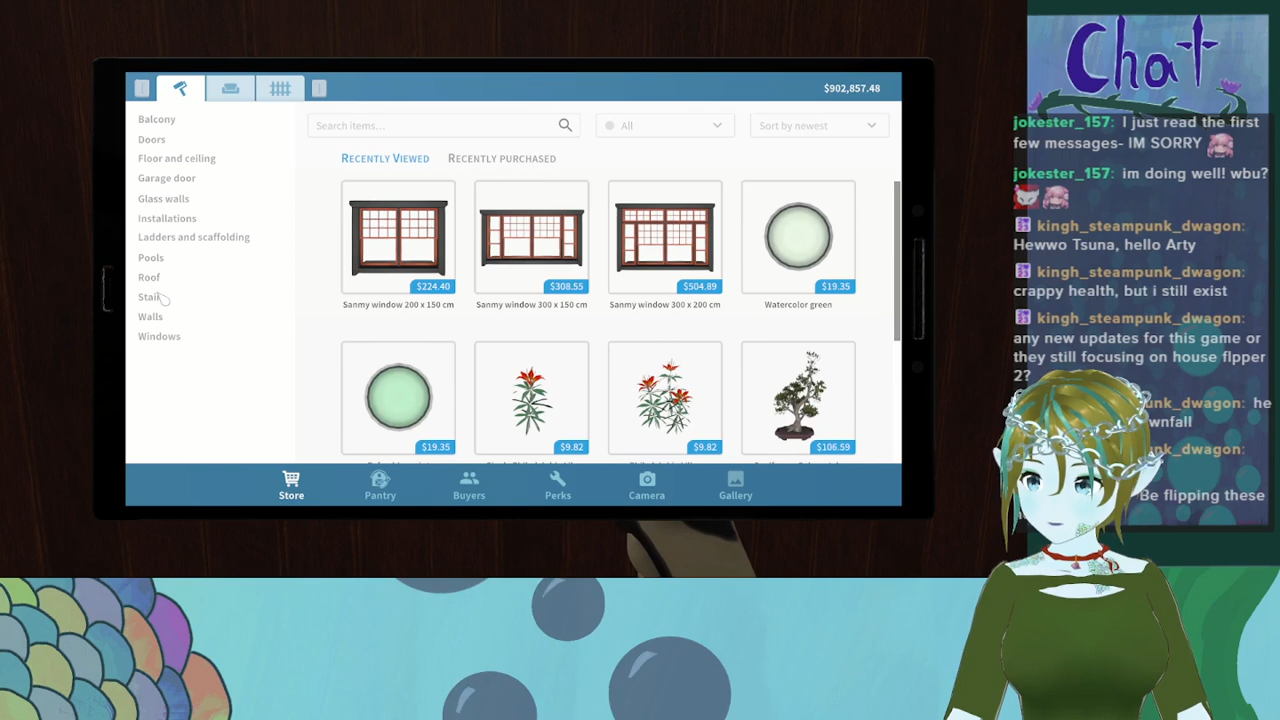 $902,857.48
Balcony
Doors
Floor and ceiling
Garage door
Glass walls
Installations
Ladders and scaffolding
Pools
Roof
Walls
Windows
Search items...
All
Sort by newest
RECENTLY VIEWED
RECENTLY PURCHASED
$224.40
$308.55
$504.89
$19.35
Sanmy window 200 x 150 cm
Sanmy window 300 x 150 cm
Sanmy window 300 x 200 cm
Watercolor green
$19.35
$9.82
$9.82
$106.59
Store
Pantry
Buyers
Perks
Camera
Gallery
Chat
jokester_157: I just read the first
few messages- IM SORRY
jokester_157: im doing well! wbu?
kingh_steampunk_dwagon:
Hewwo Tsuna, hello Arty
kingh_steampunk_dwagon:
crappy health, but i still exist
kingh_steampunk_dwagon:
any new updates for this game or
they still focusing on house flpper
2?
unk_dwagon: he
wnfall
nk_dwagon:
Be flipping these